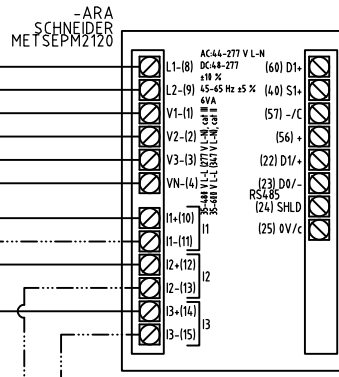 -ARA
SCHNEIDER
METSEPM2120
L1-(8)
L2-(9)
V1-(1)
V2-(2)
V3-(3)
VN-(4)
I1+(10)
I1-(11)
I2+(12)
I2-(13)
I3+(14)
I3-(15)
I1
I2
I3
AC:44-277 V L-N
DC:48-277
±10 %
45-65 Hz ±5 %
6VA
35-480 V L-L (277 V L-N), cat III
35-600 V L-L (347 V L-N), cat II
(60) D1+
(40) S1+
(57) -/C
(56) +
(22) D1/+
(23) D0/-
RS485
(24) SHLD
(25) 0V/c